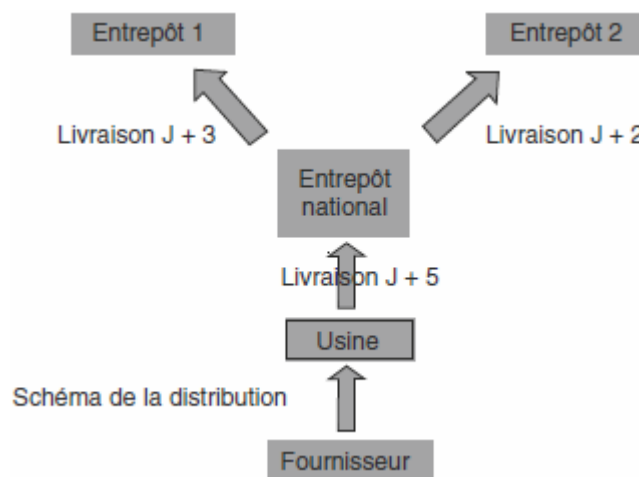 Entrepôt 1
Entrepôt 2
Livraison J + 3
Livraison J + 2
Entrepôt
national
Livraison J + 5
Usine
Schéma de la distribution
Fournisseur